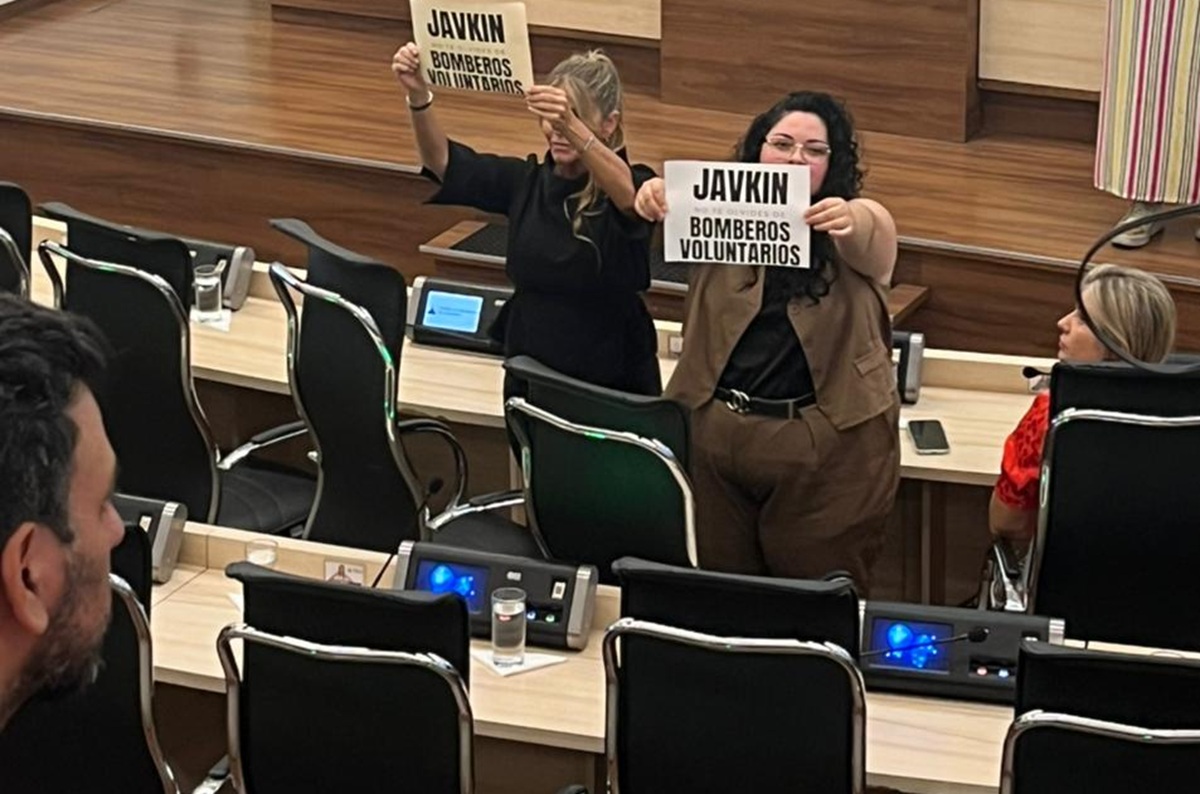 JAVKIN
NO TE OLVIDES DE
BOMBEROS
VOLUNTARIOS
JAVKIN
NO TE OLVIDES DE
BOMBEROS
VOLUNTARIOS